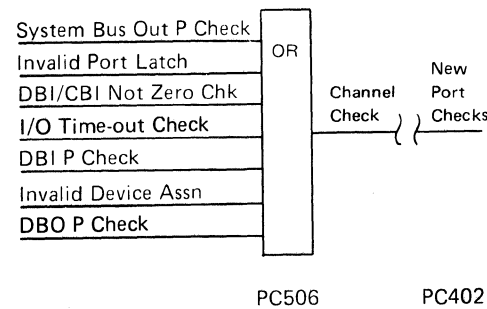 System Bus Out P Check
Invalid Port Latch
DBI/CBI Not Zero Chk
I/O Time-out Check
DBI P Check
Invalid Device Assn
DBO P Check
OR
Channel
Check
New
Port
Checks
PC506
PC402